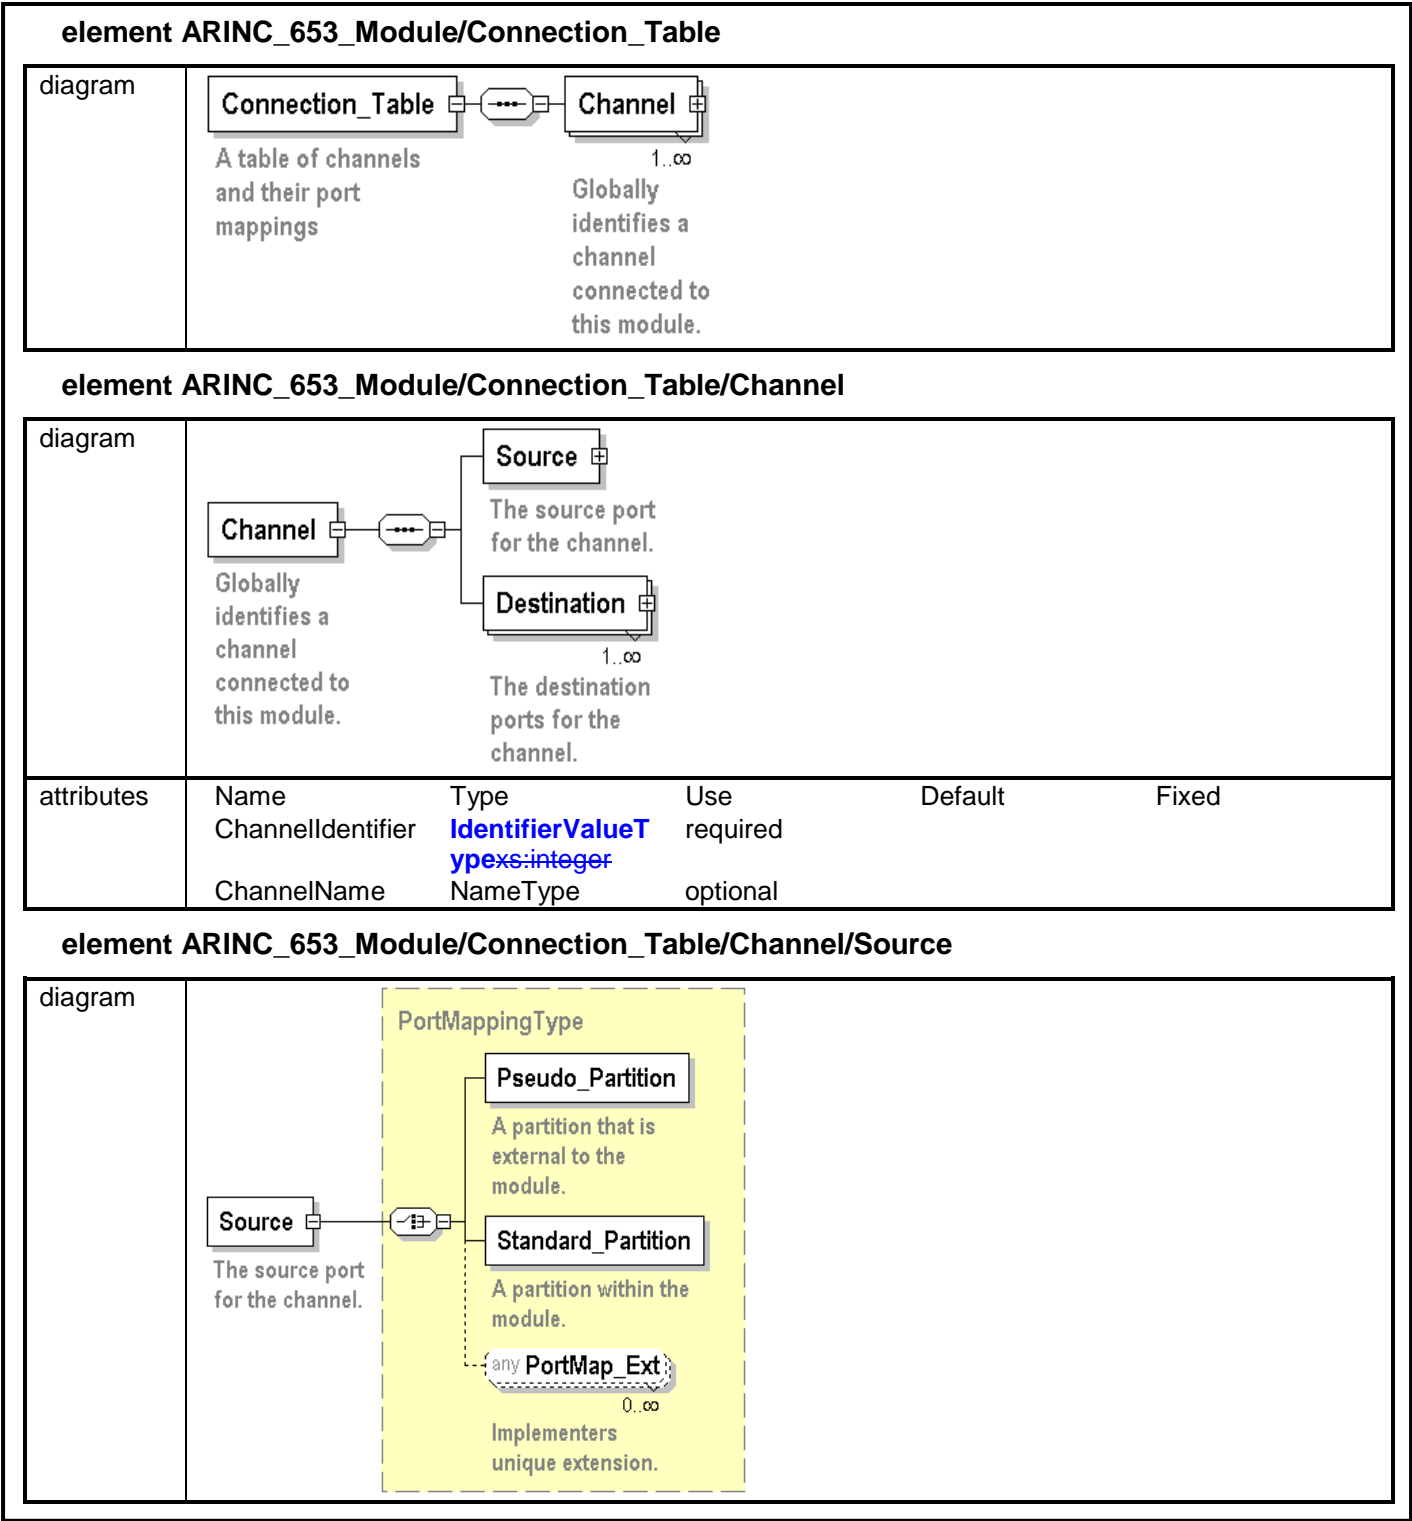 element ARINC_653_Module/Connection_Table
diagram
Connection_Table
Channel
1..∞
A table of channels
and their port
mappings
Globally
identifies a
channel
connected to
this module.
element ARINC_653_Module/Connection_Table/Channel
diagram
Source
The source port
for the channel.
Channel
Globally
identifies a
channel
connected to
this module.
Destination
1..∞
The destination
ports for the
channel.
attributes
Name Type Use Default Fixed
ChannelIdentifier IdentifierValueT required
ypexs:integer
ChannelName NameType optional
element ARINC_653_Module/Connection_Table/Channel/Source
diagram
PortMappingType
Pseudo_Partition
A partition that is
external to the
module.
Source
The source port
for the channel.
Standard_Partition
A partition within the
module.
any PortMap_Ext
0..∞
Implementers
unique extension.